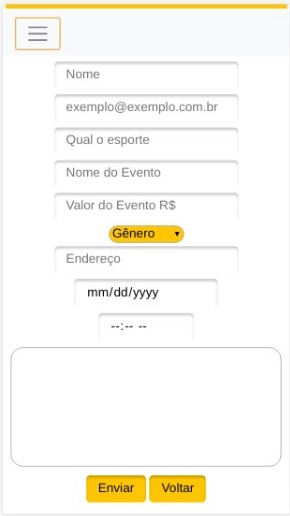 Nome
exemplo@exemplo.com.br
Qual o esporte
Nome do Evento
Valor do Evento R$
Gênero
Endereço
mm/dd/yyyy
--:-- --
Enviar Voltar